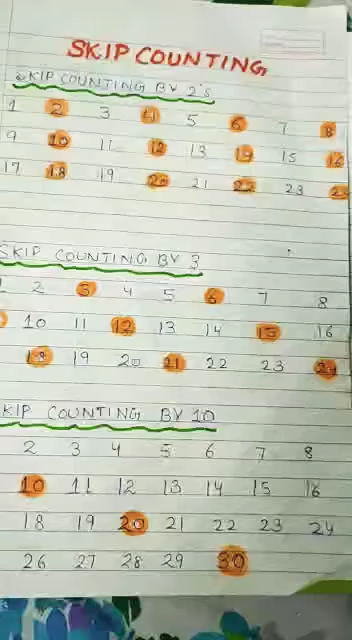 SKIP COUNTING
SKIP COUNTING BY 2's
1 2 3 4 5 6 7 8
9 10 11 12 13 14 15 16
17 18 19 20 21 22 23 24
SKIP COUNTING BY 3
2 3 4 5 6 7 8
10 11 12 13 14 15 16
18 19 20 21 22 23 24
KIP COUNTING BY 10
2 3 4 5 6 7 8
10 11 12 13 14 15 16
18 19 20 21 22 23 24
26 27 28 29 30